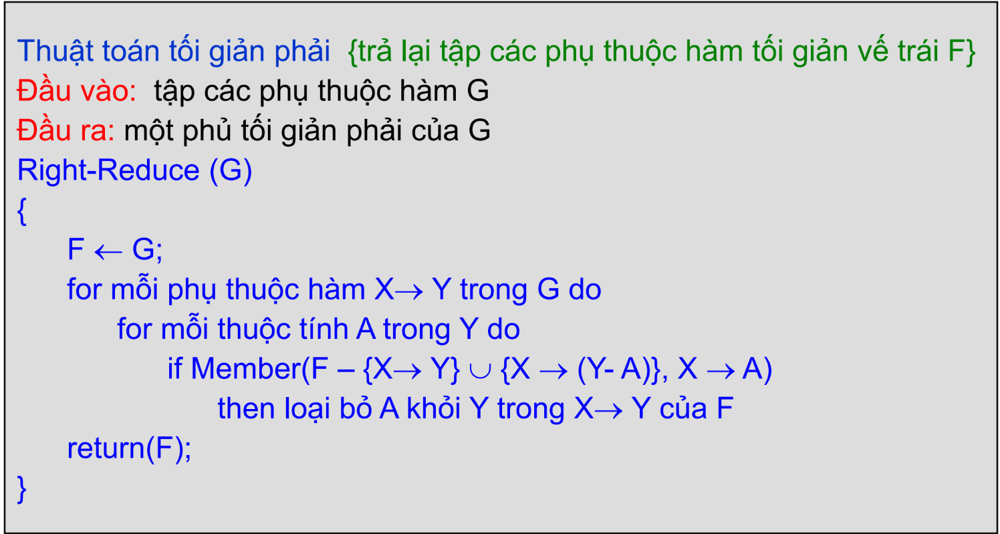 Thuật toán tối giản phải {trả lại tập các phụ thuộc hàm tối giản vế trái F}
Đầu vào: tập các phụ thuộc hàm G
Đầu ra: một phủ tối giản phải của G
Right-Reduce (G)
{
F ← G;
for mỗi phụ thuộc hàm X→ Y trong G do
for mỗi thuộc tính A trong Y do
if Member(F – {X→ Y} ∪ {X → (Y- A)}, X → A)
then loại bỏ A khỏi Y trong X→ Y của F
return(F);
}